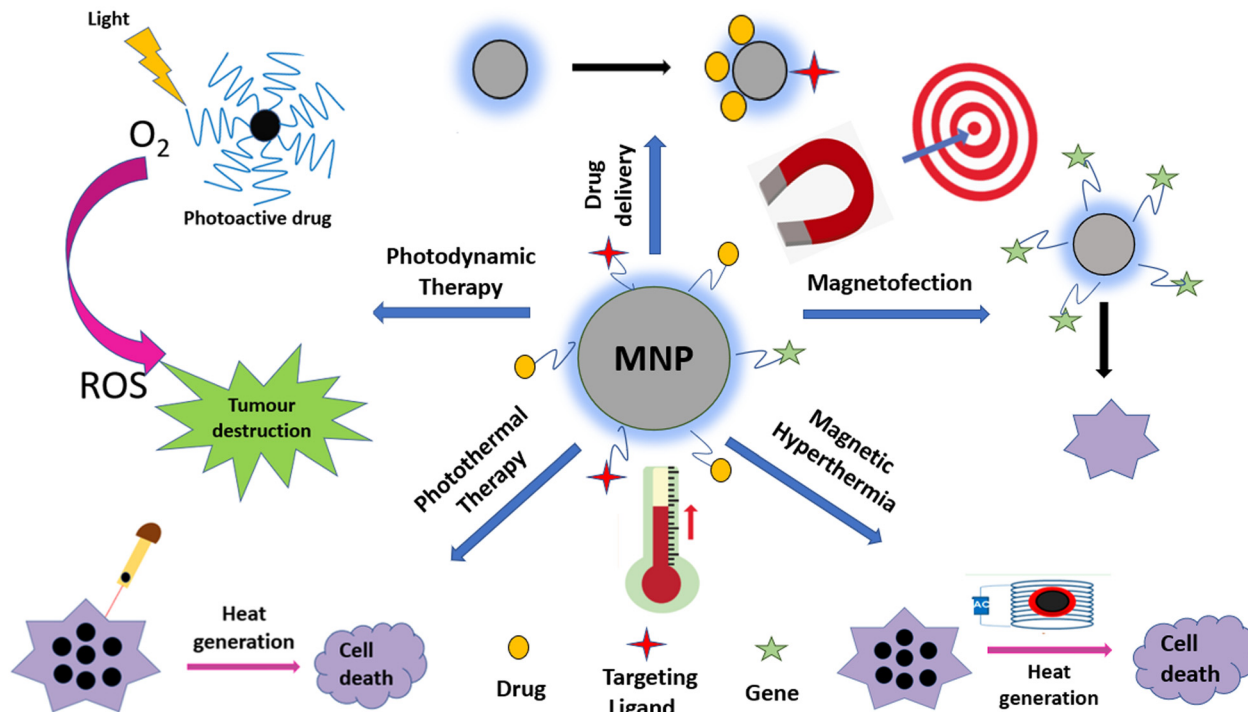 Light
O2
Photoactive drug
Drug
delivery
Photodynamic
Therapy
Magnetofection
MNP
ROS
Tumour
destruction
Photothermal
Therapy
Magnetic
Hyperthermia
Heat
generation
Cell
death
Drug
Targeting
Ligand
Gene
AC
Heat
generation
Cell
death